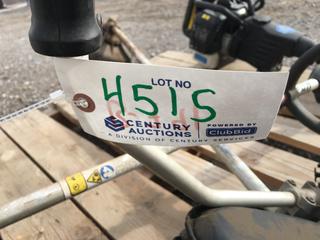 LOT NO
4515
CENTURY
AUCTIONS
POWERED BY
ClubBid
A DIVISION OF CENTURY SERVICES